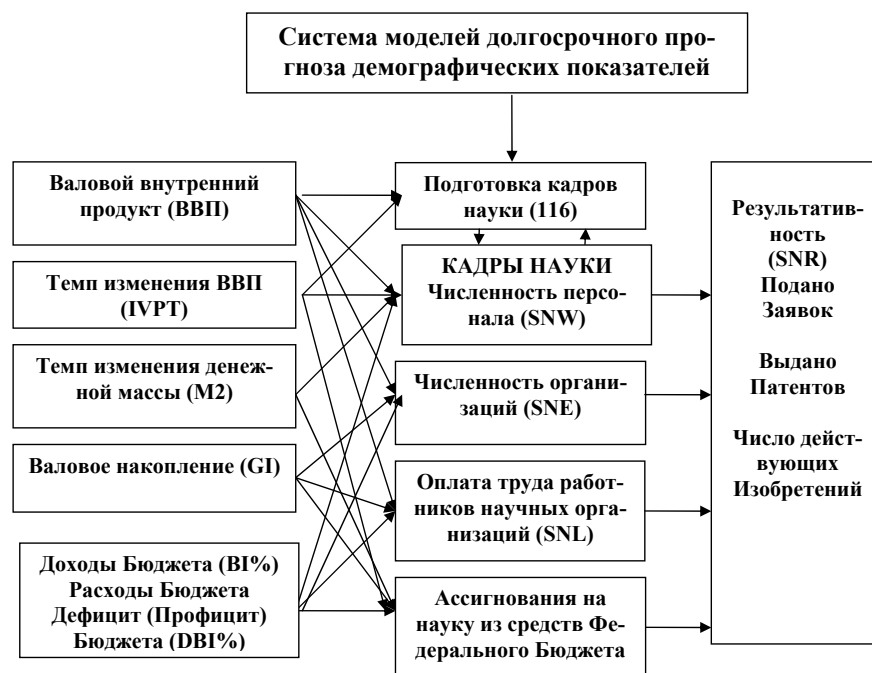 Система моделей долгосрочного про-
гноза демографических показателей
Валовой внутренний
продукт (ВВП)
Темп изменения ВВП
(IVPT)
Темп изменения денеж-
ной массы (М2)
Валовое накопление (GI)
Доходы Бюджета (BI%)
Расходы Бюджета
Дефицит (Профицит)
Бюджета (DBI%)
Подготовка кадров
науки (116)
КАДРЫ НАУКИ
Численность персо-
нала (SNW)
Численность органи-
заций (SNE)
Оплата труда работ-
ников научных орга-
низаций (SNL)
Ассигнования на
науку из средств Фе-
дерального Бюджета
Результатив-
ность
(SNR)
Подано
Заявок
Выдано
Патентов
Число дейст-
вующих
Изобретений